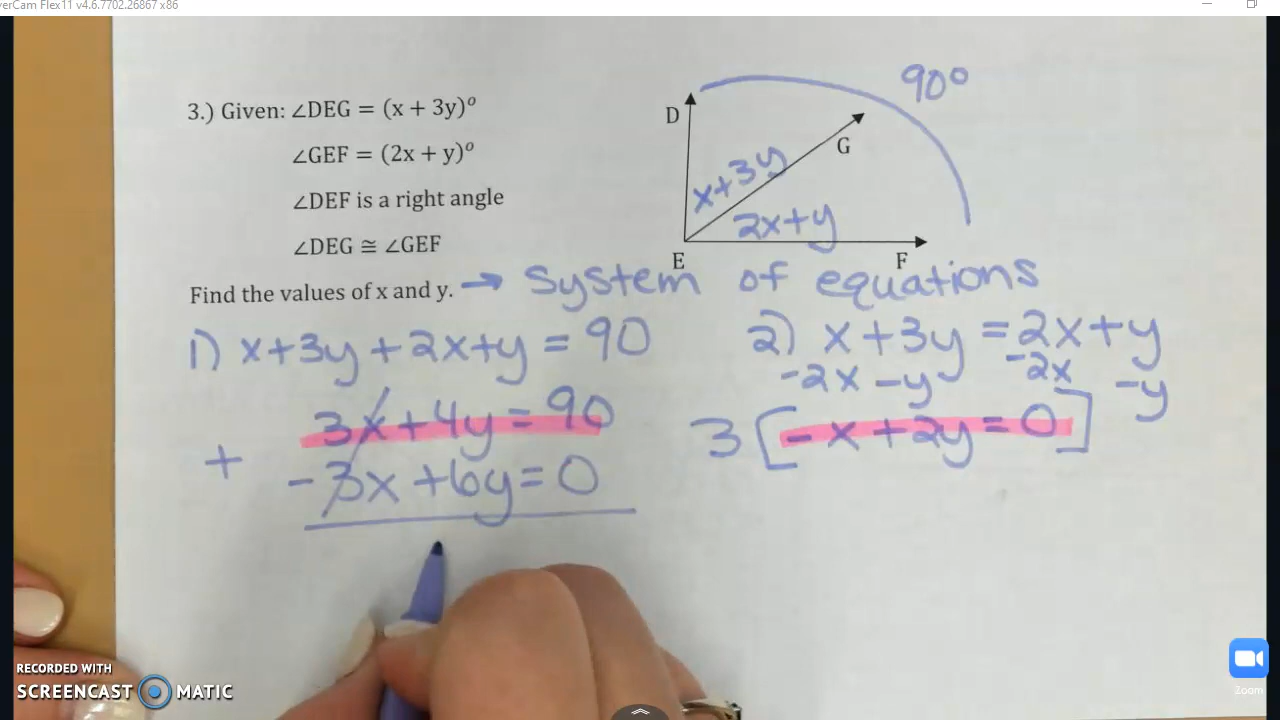 verCam Flex11 v4.6.7702.26867 x86
3.) Given: ∠DEG = (x + 3y)°
∠GEF = (2x + y)°
∠DEF is a right angle
∠DEG ≅ ∠GEF
Find the values of x and y. → System of equations
D
G
E
F
90°
x+3y
2x+y
1) x+3y+2x+y = 90
3x+4y=90
+ -3x+6y=0
2) x+3y=2x+y
-2x -y -2x -y
3[-x+2y=0]
RECORDED WITH
SCREENCAST MATIC
Zoom